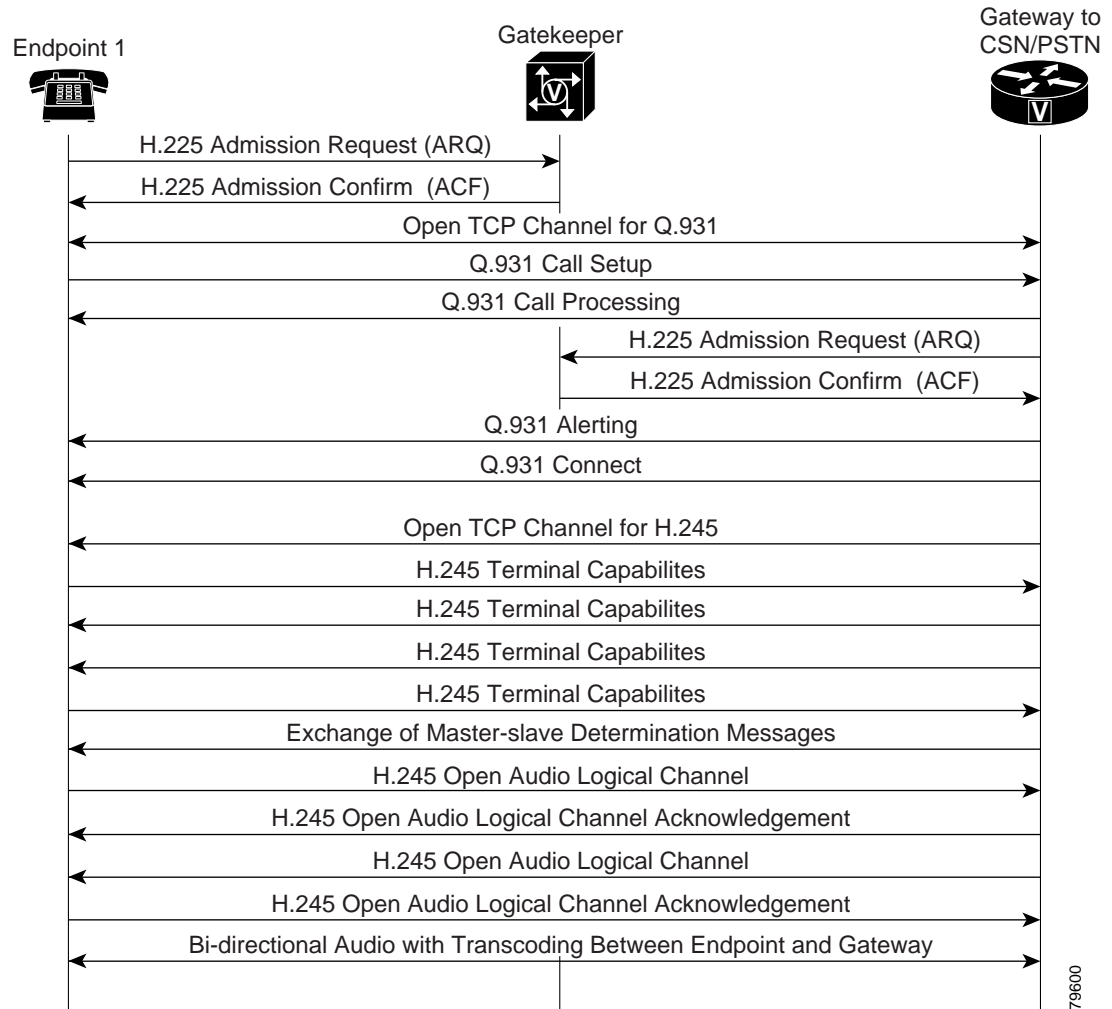 Endpoint 1
Gatekeeper
Gateway to
CSN/PSTN
V
V
H.225 Admission Request (ARQ)
H.225 Admission Confirm (ACF)
Open TCP Channel for Q.931
Q.931 Call Setup
Q.931 Call Processing
H.225 Admission Request (ARQ)
H.225 Admission Confirm (ACF)
Q.931 Alerting
Q.931 Connect
Open TCP Channel for H.245
H.245 Terminal Capabilites
H.245 Terminal Capabilites
H.245 Terminal Capabilites
H.245 Terminal Capabilites
Exchange of Master-slave Determination Messages
H.245 Open Audio Logical Channel
H.245 Open Audio Logical Channel Acknowledgement
H.245 Open Audio Logical Channel
H.245 Open Audio Logical Channel Acknowledgement
Bi-directional Audio with Transcoding Between Endpoint and Gateway
79600